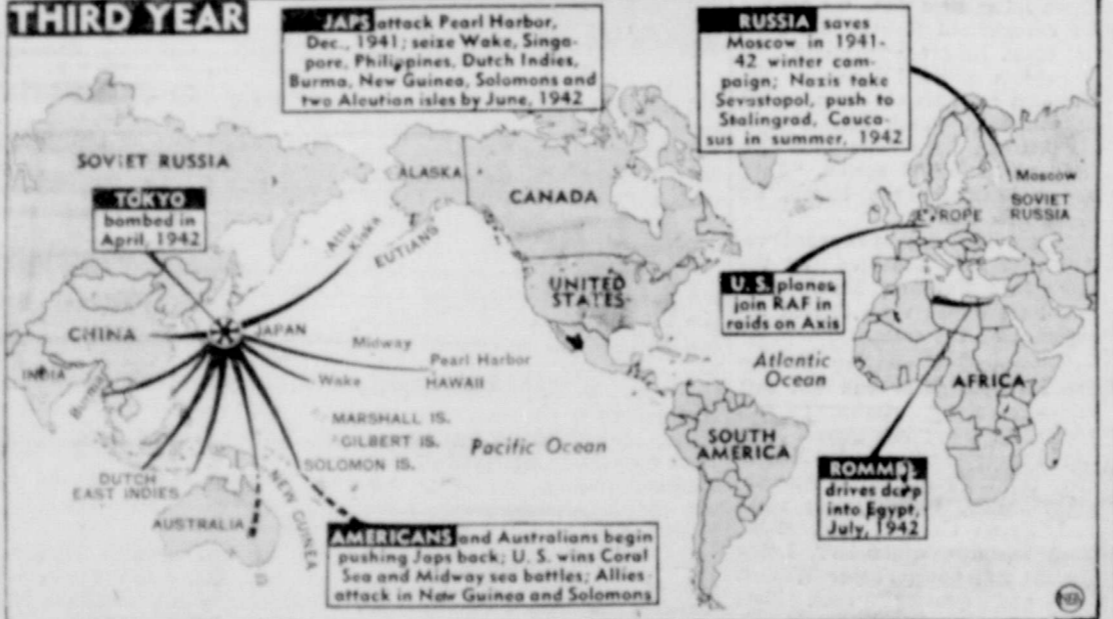 THIRD YEAR
JAPS attack Pearl Harbor,
Dec., 1941; seize Wake, Singa-
pore, Philippines, Dutch Indies,
Burma, New Guinea, Solomons and
two Aleutian isles by June, 1942
RUSSIA saves
Moscow in 1941-
42 winter cam-
paign; Nazis take
Sevastopol, push to
Stalingrad, Cauca-
sus in summer, 1942
SOVIET RUSSIA
ALASKA
CANADA
Moscow
SOVIET
RUSSIA
TOKYO
bombed in
April, 1942
Attu
Kiska
EUTIANS
E ROPE
UNITED
STATES
U. S. planes
join RAF in
raids on Axis
CHINA
JAPAN
INDIA
Burma
Midway
Pearl Harbor
HAWAII
Wake
Atlantic
Ocean
AFRICA
MARSHALL IS.
GILBERT IS.
SOLOMON IS.
Pacific Ocean
SOUTH
AMERICA
DUTCH
EAST INDIES
NEW GUINEA
AUSTRALIA
ROMMEL
drives deep
into Egypt,
July, 1942
AMERICANS and Australians begin
pushing Japs back; U. S. wins Coral
Sea and Midway sea battles; Allies
attack in New Guinea and Solomons
NEA